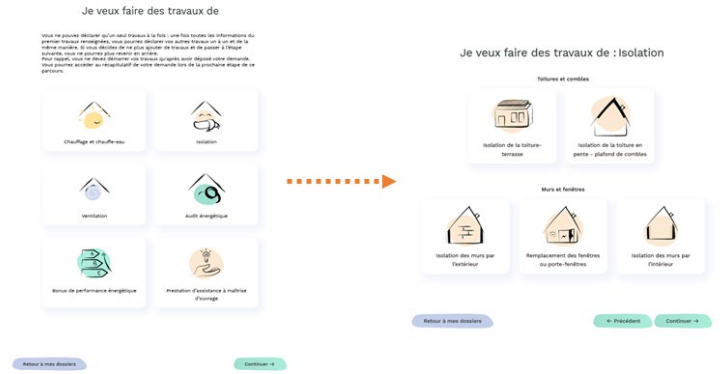 Je veux faire des travaux de
Vous ne pouvez déclarer qu'un seul travaux à la fois : une fois toutes les informations du
premier travaux renseignées, vous pourrez déclarer vos autres travaux un à un et de la
même manière. Si vous décidez de ne plus ajouter de travaux et de passer à l'étape
suivante, vous ne pourrez plus revenir en arrière.
Pour rappel, vous ne devez démarrer vos travaux qu'après avoir déposé votre demande.
Vous pourrez accéder au récapitulatif de votre demande lors de la prochaine étape de ce
parcours.
Chauffage et chauffe-eau
Isolation
Ventilation
Audit énergétique
Bonus de performance énergétique
Prestation d'assistance à maîtrise
d'ouvrage
Retour à mes dossiers
Continuer →
Je veux faire des travaux de : Isolation
Toitures et combles
Isolation de la toiture-
terrasse
Isolation de la toiture en
pente - plafond de combles
Murs et fenêtres
Isolation des murs par
l'extérieur
Remplacement des fenêtres
ou porte-fenêtres
Isolation des murs par
l'intérieur
Retour à mes dossiers
← Précédent
Continuer →